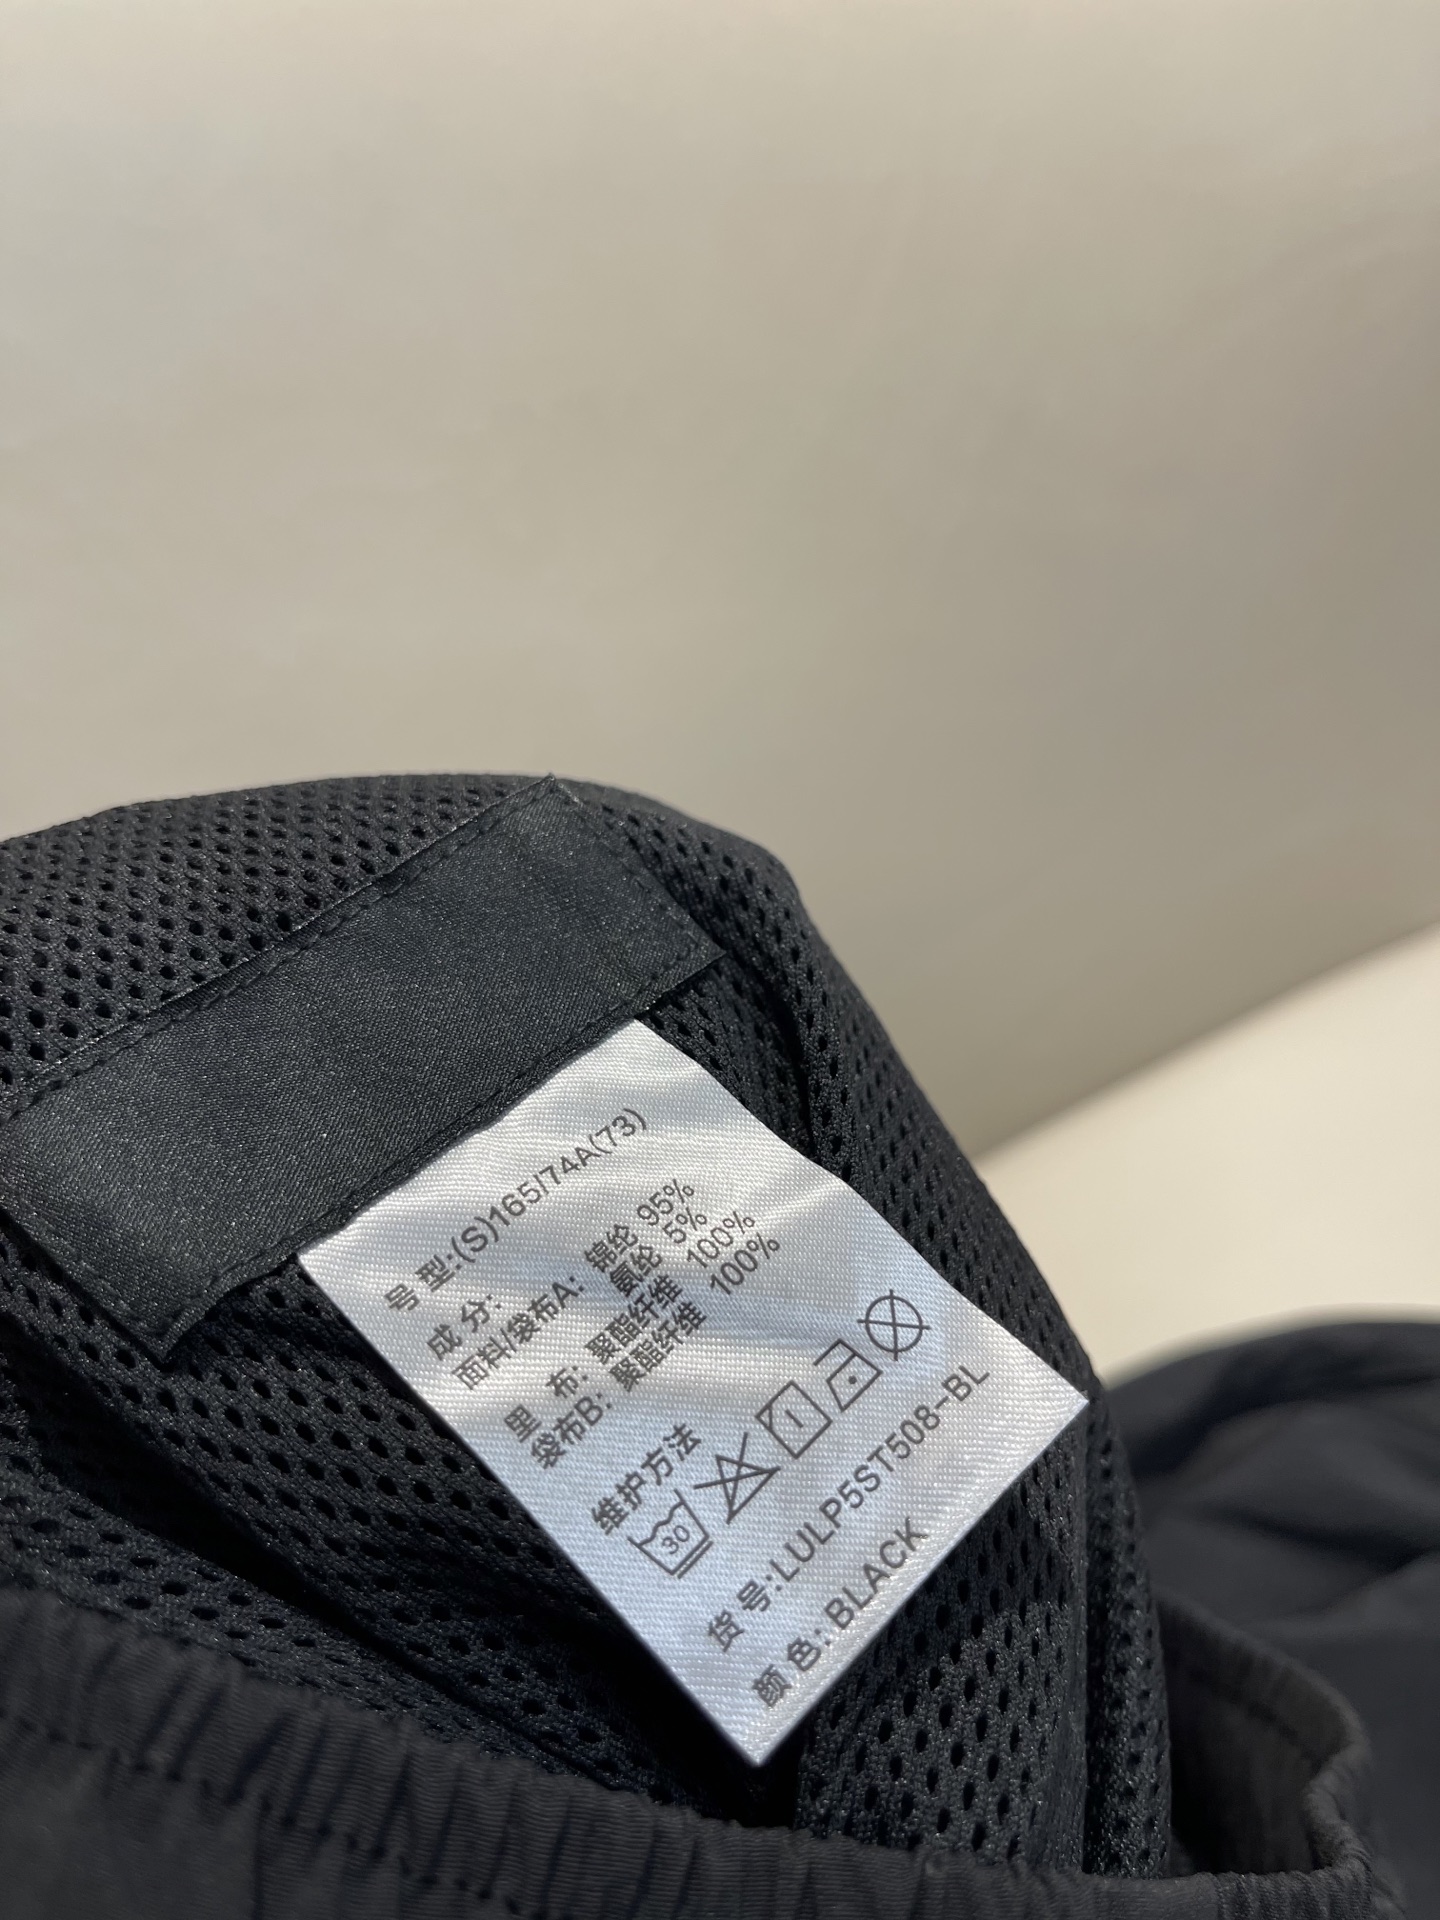 号 型:(S)165/74A(73)
成 分:
面料/袋布A: 锦纶 95%
氨纶 5%
里 布: 聚酯纤维 100%
袋布B: 聚酯纤维 100%
维护方法
30
货 号:LULP5ST508-BL
颜 色: BLACK